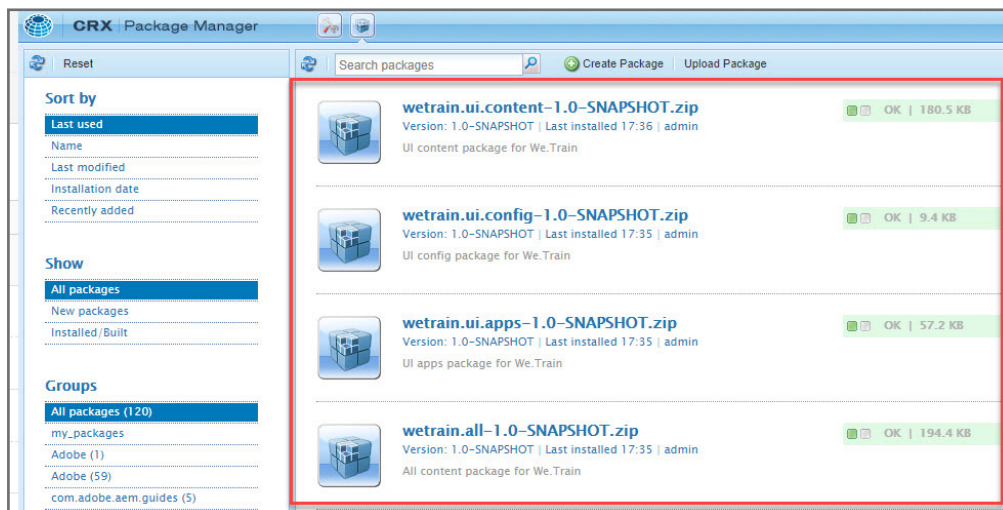 CRX Package Manager
Reset
Search packages
Create Package
Upload Package
Sort by
Last used
Name
Last modified
Installation date
Recently added
Show
All packages
New packages
Installed/Built
Groups
All packages (120)
my_packages
Adobe (1)
Adobe (59)
com.adobe.aem.guides (5)
wetrain.ui.content-1.0-SNAPSHOT.zip
Version: 1.0-SNAPSHOT | Last installed 17:36 | admin
UI content package for We.Train
OK | 180.5 KB
wetrain.ui.config-1.0-SNAPSHOT.zip
Version: 1.0-SNAPSHOT | Last installed 17:35 | admin
UI config package for We.Train
OK | 9.4 KB
wetrain.ui.apps-1.0-SNAPSHOT.zip
Version: 1.0-SNAPSHOT | Last installed 17:35 | admin
UI apps package for We.Train
OK | 57.2 KB
wetrain.all-1.0-SNAPSHOT.zip
Version: 1.0-SNAPSHOT | Last installed 17:35 | admin
All content package for We.Train
OK | 194.4 KB